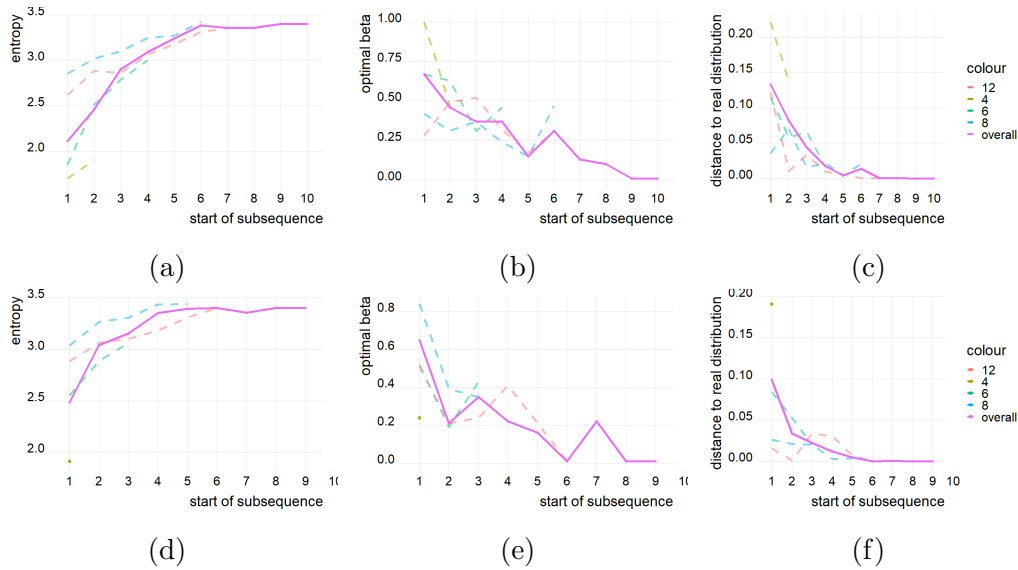 entropy
3.5
3.0
2.5
2.0
1 2 3 4 5 6 7 8 9 10
start of subsequence
(a)
optimal beta
1.00
0.75
0.50
0.25
0.00
1 2 3 4 5 6 7 8 9 10
start of subsequence
(b)
distance to real distribution
0.20
0.15
0.10
0.05
0.00
1 2 3 4 5 6 7 8 9 10
start of subsequence
(c)
colour
12
4
6
8
overall
entropy
3.5
3.0
2.5
2.0
1 2 3 4 5 6 7 8 9 10
start of subsequence
(d)
optimal beta
0.8
0.6
0.4
0.2
0.0
1 2 3 4 5 6 7 8 9 1
start of subsequence
(e)
distance to real distribution
0.20
0.15
0.10
0.05
0.00
1 2 3 4 5 6 7 8 9 10
start of subsequence
(f)
colour
12
4
6
8
overall